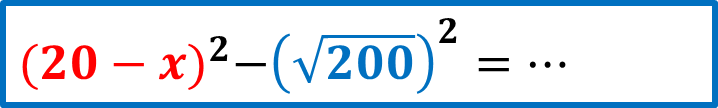 (20 − x)²−(√200)² = ⋯